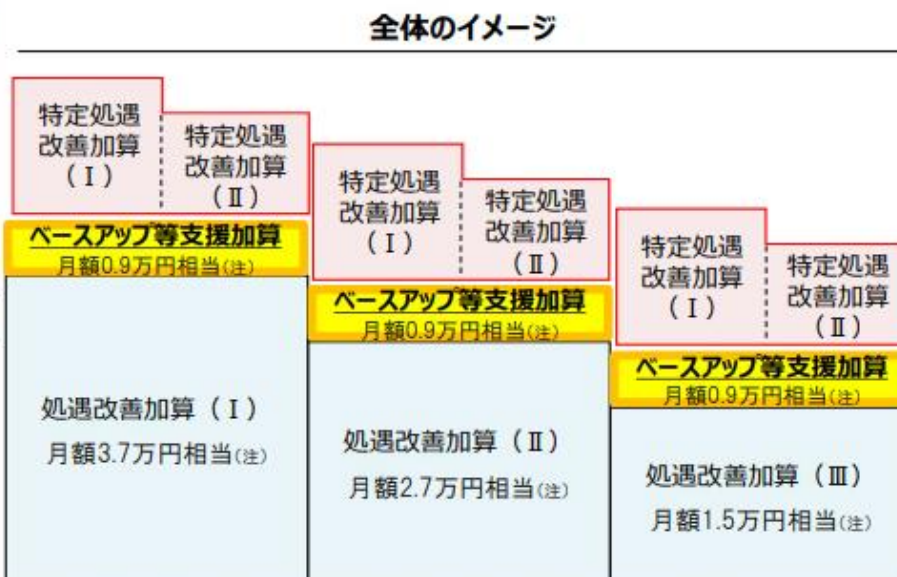 全体のイメージ
特定処遇
改善加算
（Ⅰ）
特定処遇
改善加算
（Ⅱ）
ベースアップ等支援加算
月額0.9万円相当(注)
処遇改善加算（Ⅰ）
月額3.7万円相当(注)
特定処遇
改善加算
（Ⅰ）
特定処遇
改善加算
（Ⅱ）
ベースアップ等支援加算
月額0.9万円相当(注)
処遇改善加算（Ⅱ）
月額2.7万円相当(注)
特定処遇
改善加算
（Ⅰ）
特定処遇
改善加算
（Ⅱ）
ベースアップ等支援加算
月額0.9万円相当(注)
処遇改善加算（Ⅲ）
月額1.5万円相当(注)